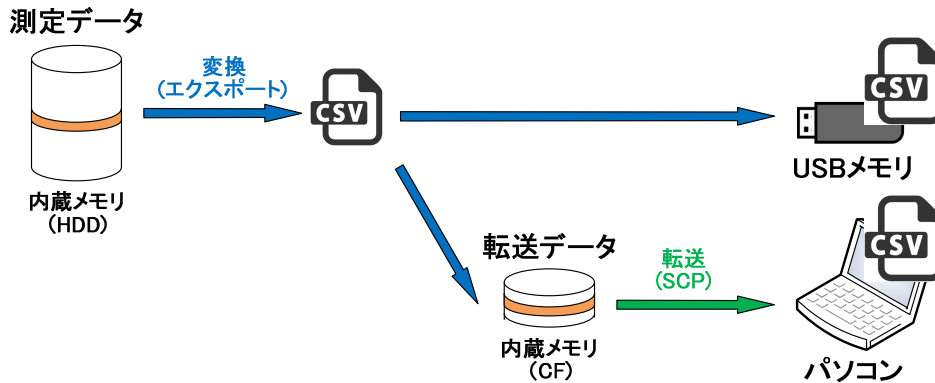 測定データ
変換
(エクスポート)
CSV
CSV
USBメモリ
内蔵メモリ
(HDD)
転送データ
転送
(SCP)
CSV
内蔵メモリ
(CF)
パソコン